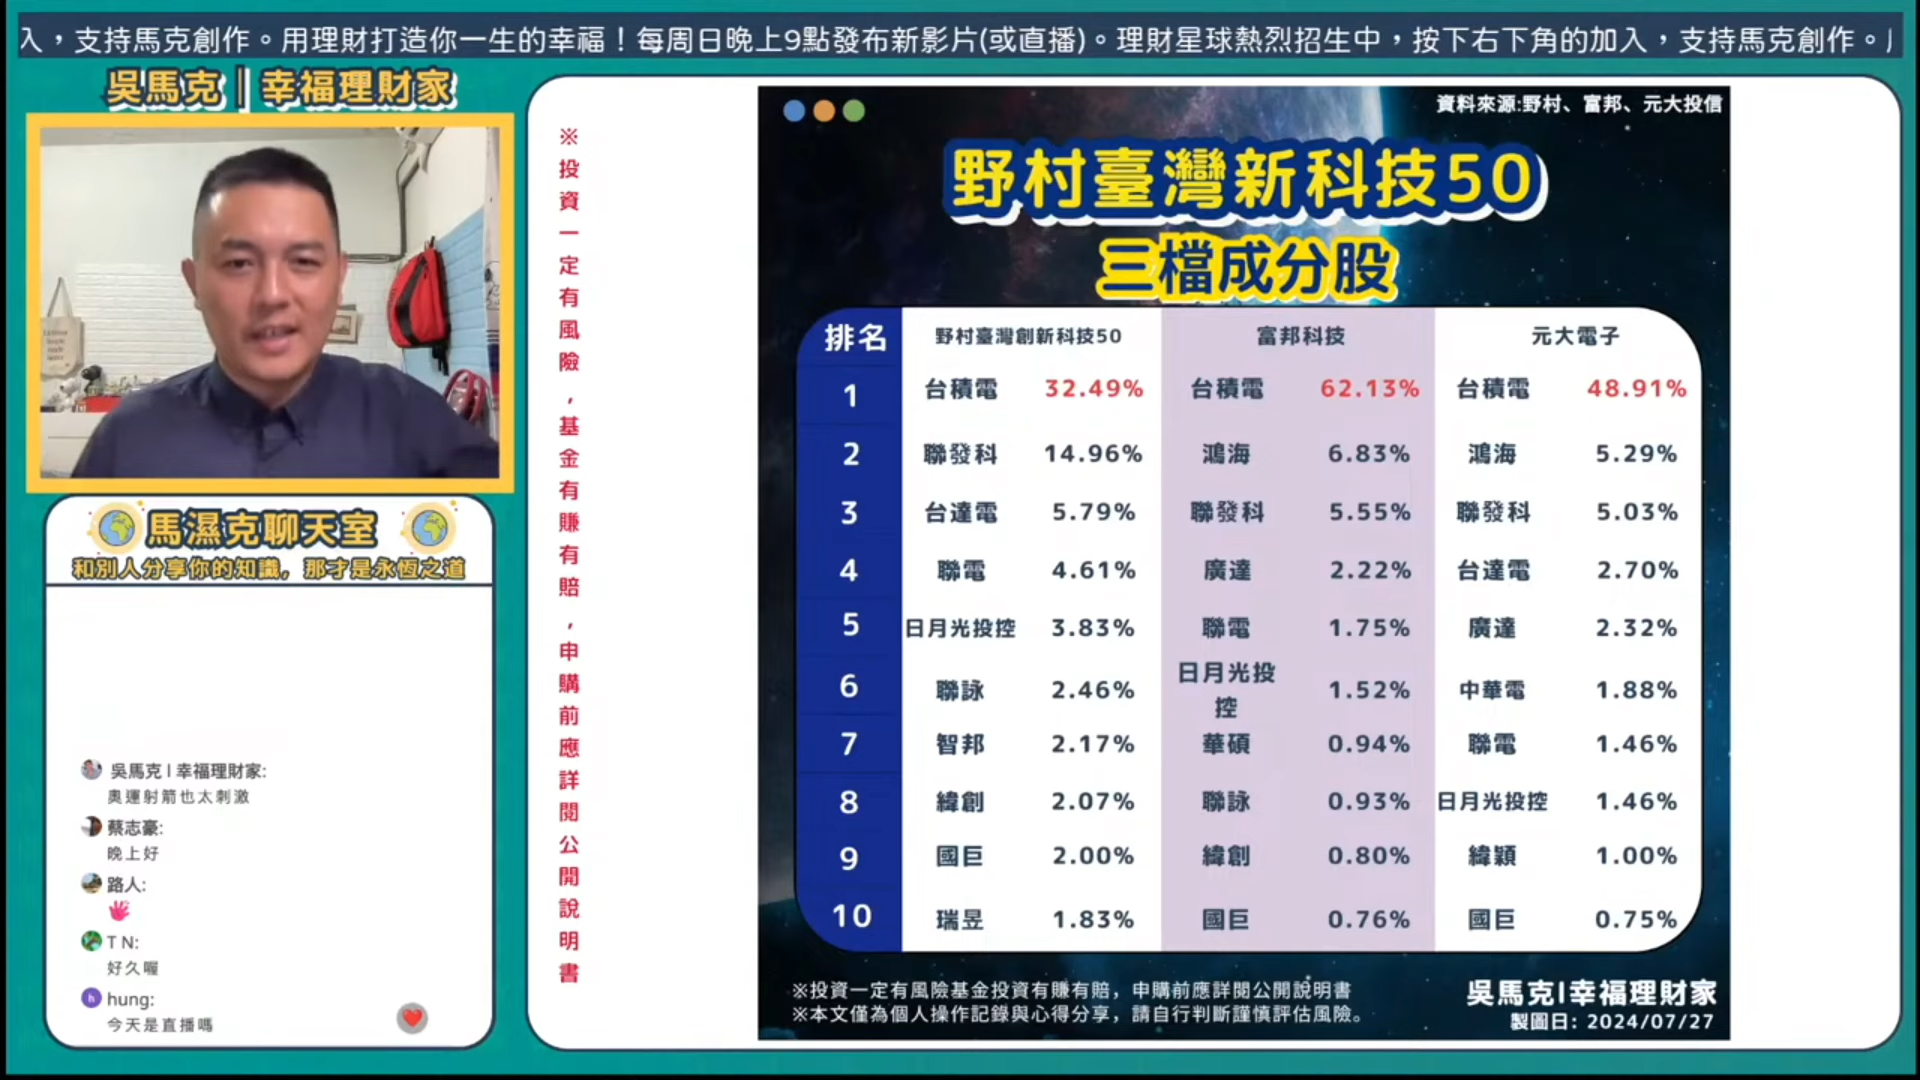 入，支持馬克創作。用理財打造你一生的幸福！每周日晚上9點發布新影片(或直播)。理財星球熱烈招生中，按下右下角的加入，支持馬克創作。
吳馬克｜幸福理財家
馬濕克聊天室
和別人分享你的知識，那才是永恆之道
吳馬克 l 幸福理財家:
奧運射箭也太刺激
蔡志豪:
晚上好
路人:
T N:
好久喔
h hung:
今天是直播嗎
※投資一定有風險，基金有賺有賠，申購前應詳閱公開說明書
資料來源:野村、富邦、元大投信
野村臺灣新科技50
三檔成分股
排名 野村臺灣創新科技50 富邦科技 元大電子
1 台積電 32.49% 台積電 62.13% 台積電 48.91%
2 聯發科 14.96% 鴻海 6.83% 鴻海 5.29%
3 台達電 5.79% 聯發科 5.55% 聯發科 5.03%
4 聯電 4.61% 廣達 2.22% 台達電 2.70%
5 日月光投控 3.83% 聯電 1.75% 廣達 2.32%
6 聯詠 2.46% 日月光投控 1.52% 中華電 1.88%
7 智邦 2.17% 華碩 0.94% 聯電 1.46%
8 緯創 2.07% 聯詠 0.93% 日月光投控 1.46%
9 國巨 2.00% 緯創 0.80% 緯穎 1.00%
10 瑞昱 1.83% 國巨 0.76% 國巨 0.75%
※投資一定有風險基金投資有賺有賠，申購前應詳閱公開說明書
※本文僅為個人操作記錄與心得分享，請自行判斷謹慎評估風險。
吳馬克l幸福理財家
製圖日: 2024/07/27